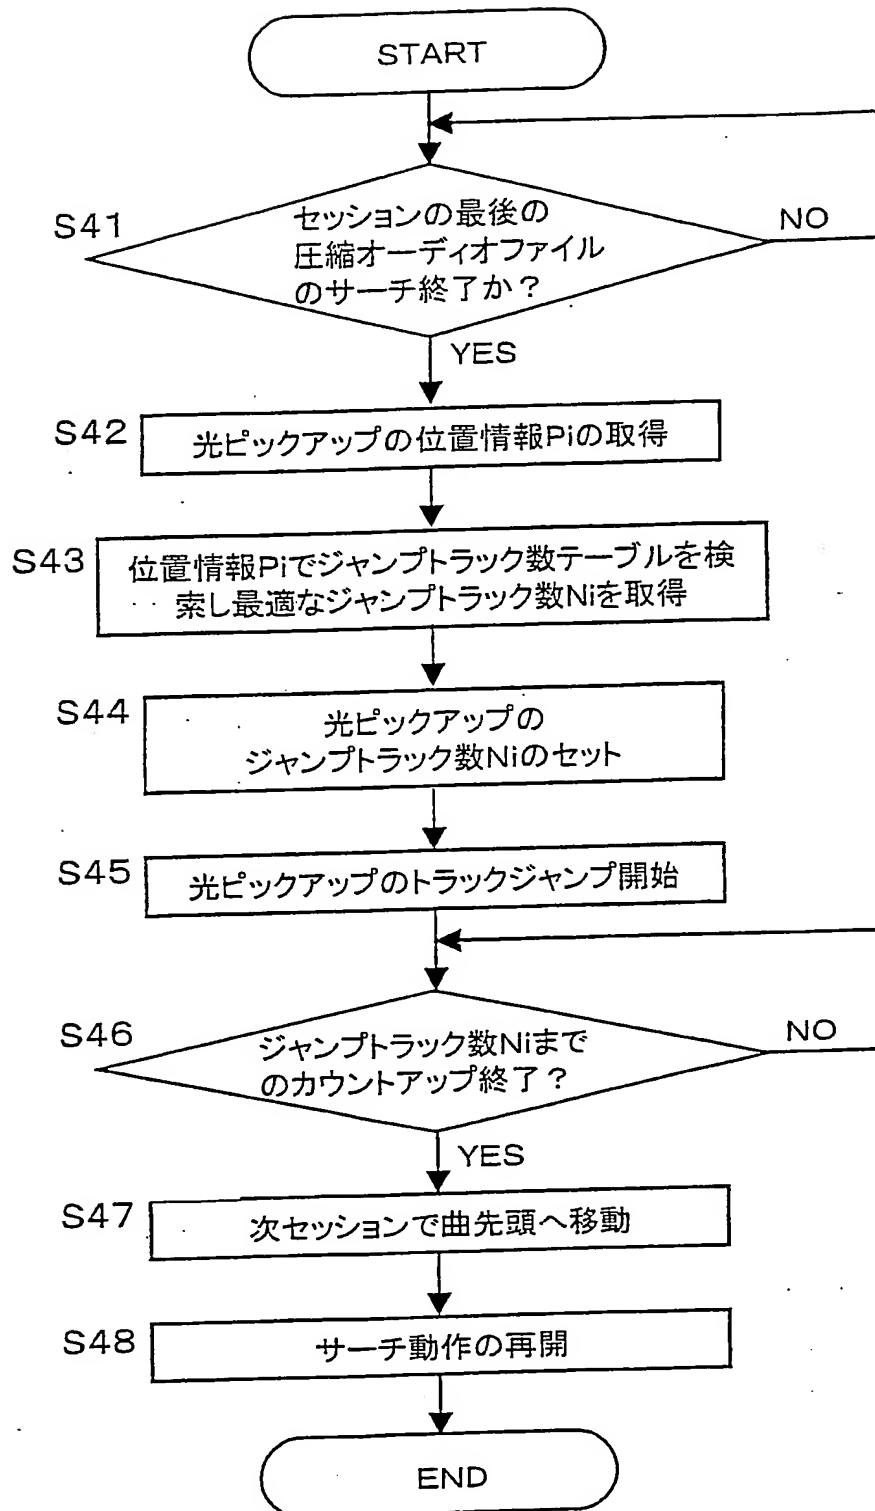 START
S41
セッションの最後の
圧縮オーディオファイル
のサーチ終了か？
NO
YES
S42
光ピックアップの位置情報Piの取得
S43
位置情報Piでジャンプトラック数テーブルを検
索し最適なジャンプトラック数Niを取得
S44
光ピックアップの
ジャンプトラック数Niのセット
S45
光ピックアップのトラックジャンプ開始
S46
ジャンプトラック数Niまで
のカウントアップ終了？
NO
YES
S47
次セッションで曲先頭へ移動
S48
サーチ動作の再開
END